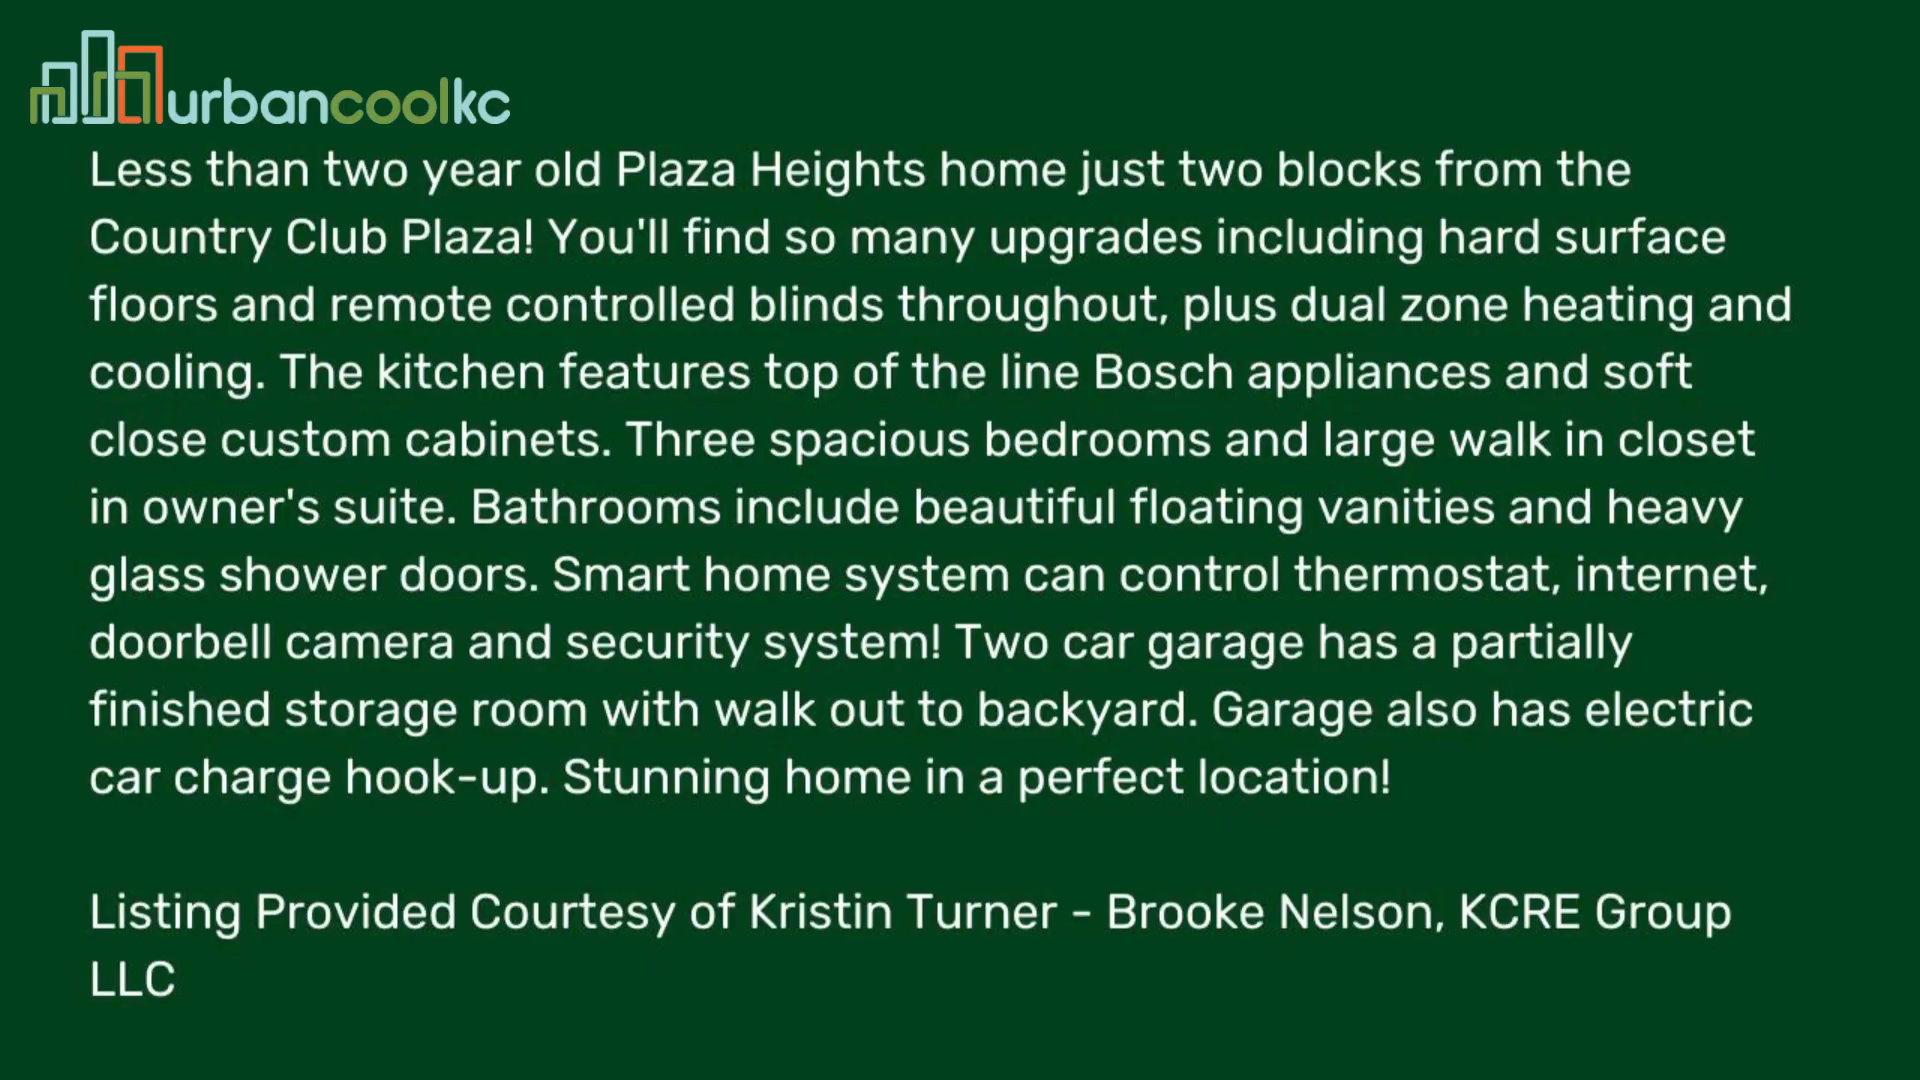 urbancoolkc
Less than two year old Plaza Heights home just two blocks from the
Country Club Plaza! You'll find so many upgrades including hard surface
floors and remote controlled blinds throughout, plus dual zone heating and
cooling. The kitchen features top of the line Bosch appliances and soft
close custom cabinets. Three spacious bedrooms and large walk in closet
in owner's suite. Bathrooms include beautiful floating vanities and heavy
glass shower doors. Smart home system can control thermostat, internet,
doorbell camera and security system! Two car garage has a partially
finished storage room with walk out to backyard. Garage also has electric
car charge hook-up. Stunning home in a perfect location!
Listing Provided Courtesy of Kristin Turner - Brooke Nelson, KCRE Group
LLC